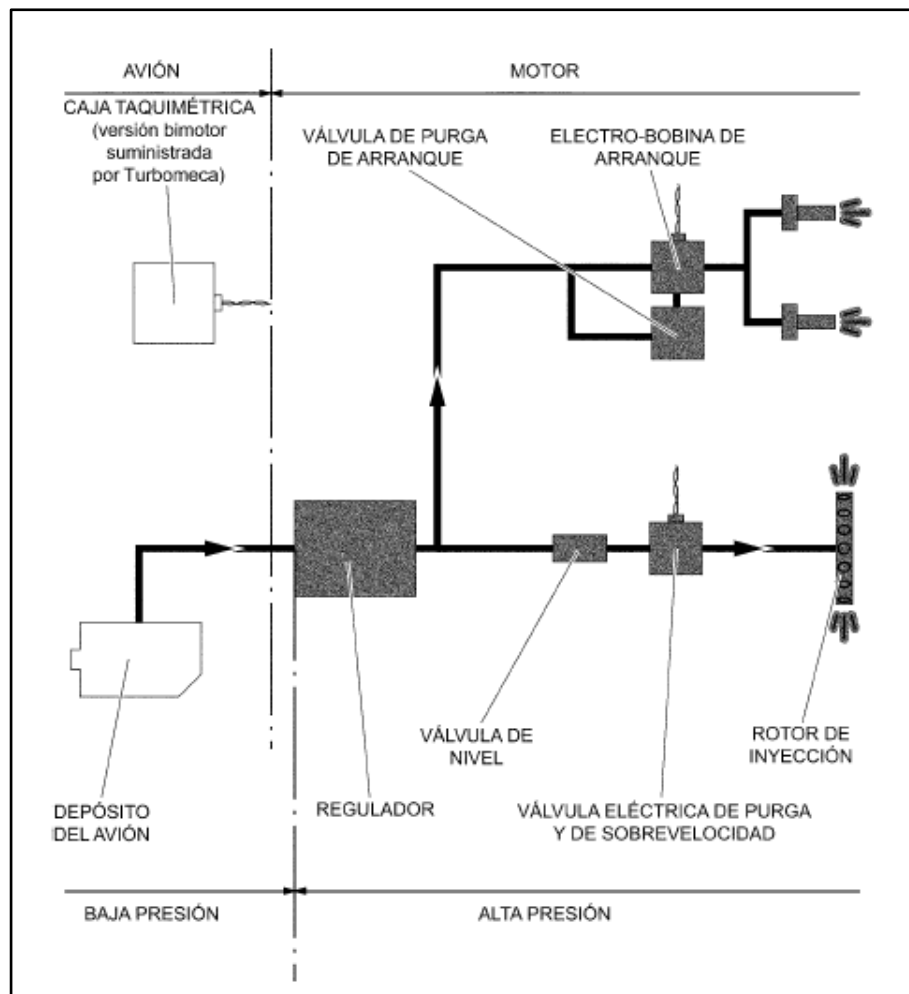 AVIÓN
MOTOR
CAJA TAQUIMÉTRICA
(versión bimotor
suministrada
por Turbomeca)
VÁLVULA DE PURGA
DE ARRANQUE
ELECTRO-BOBINA DE
ARRANQUE
DEPÓSITO
DEL AVIÓN
REGULADOR
VÁLVULA DE
NIVEL
VÁLVULA ELÉCTRICA DE PURGA
Y DE SOBREVELOCIDAD
ROTOR DE
INYECCIÓN
BAJA PRESIÓN
ALTA PRESIÓN